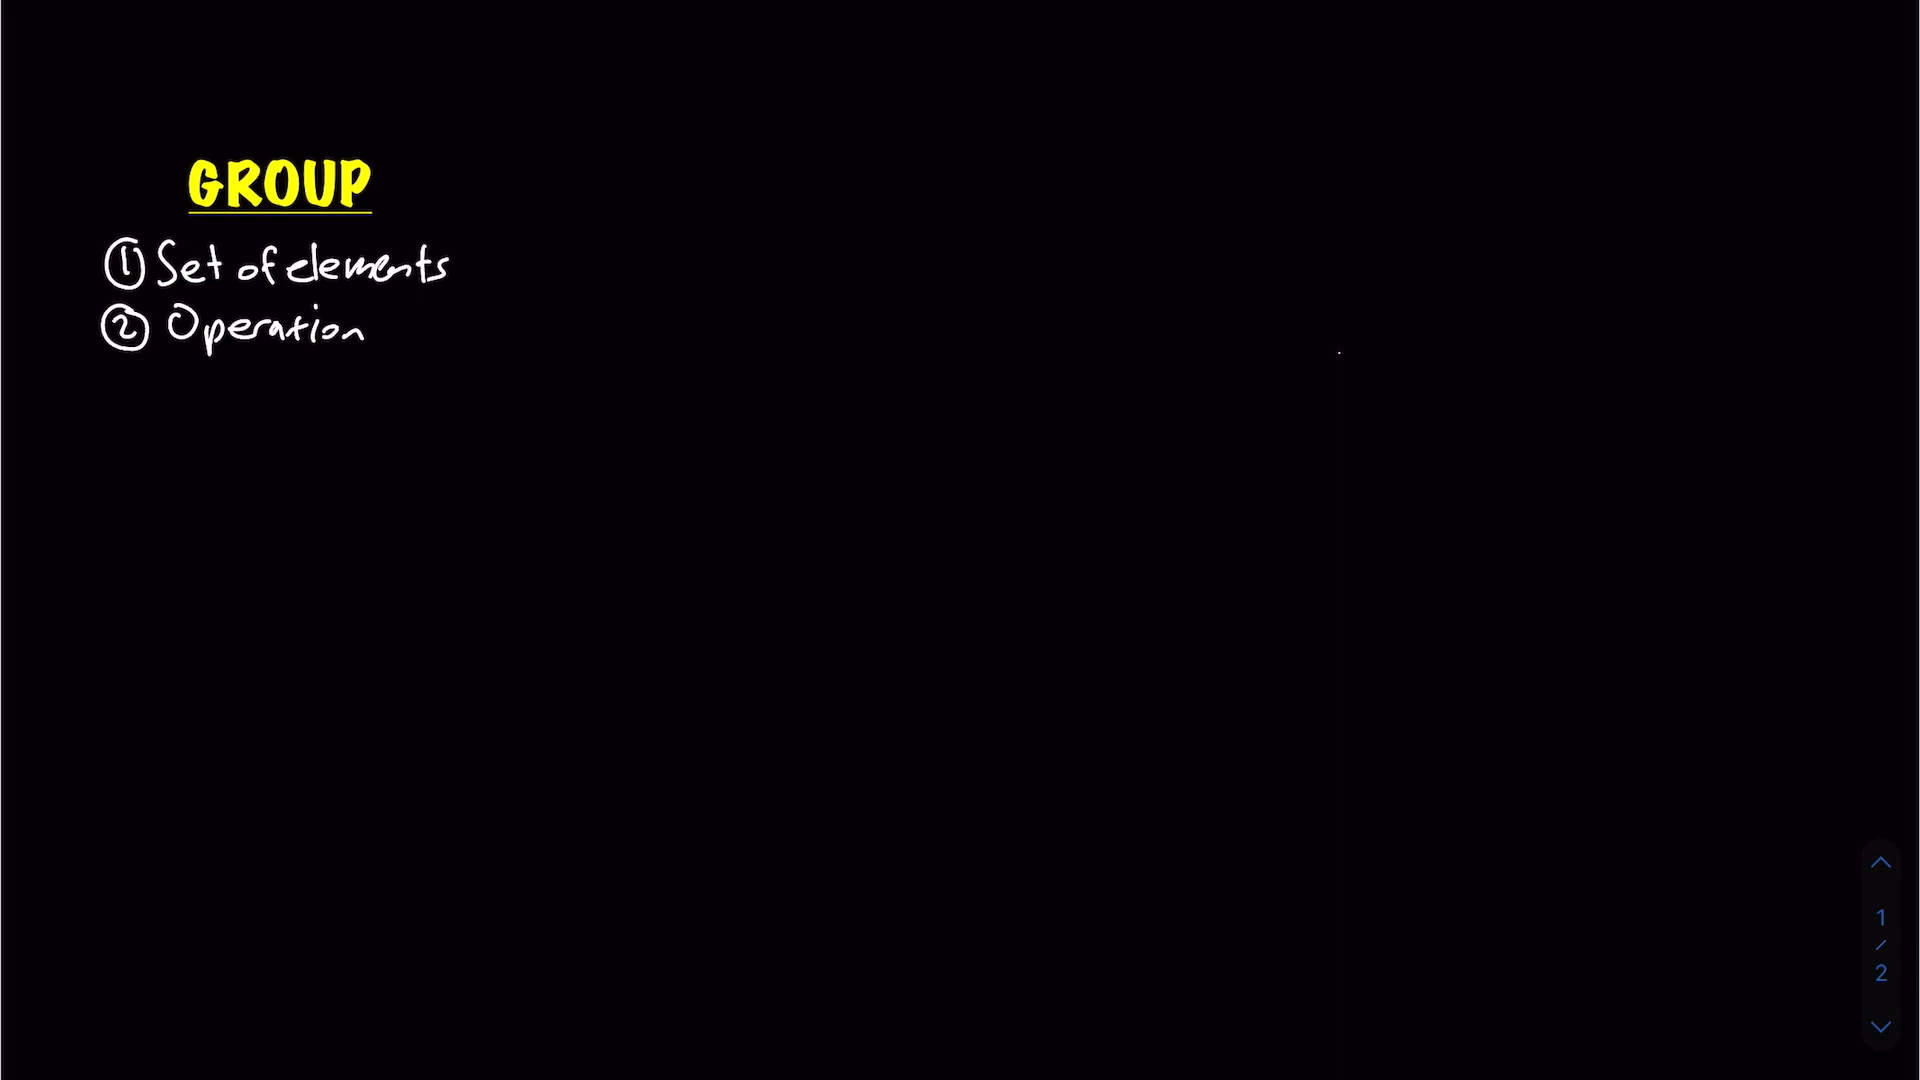 GROUP
① Set of elements
② Operation
1
/
2